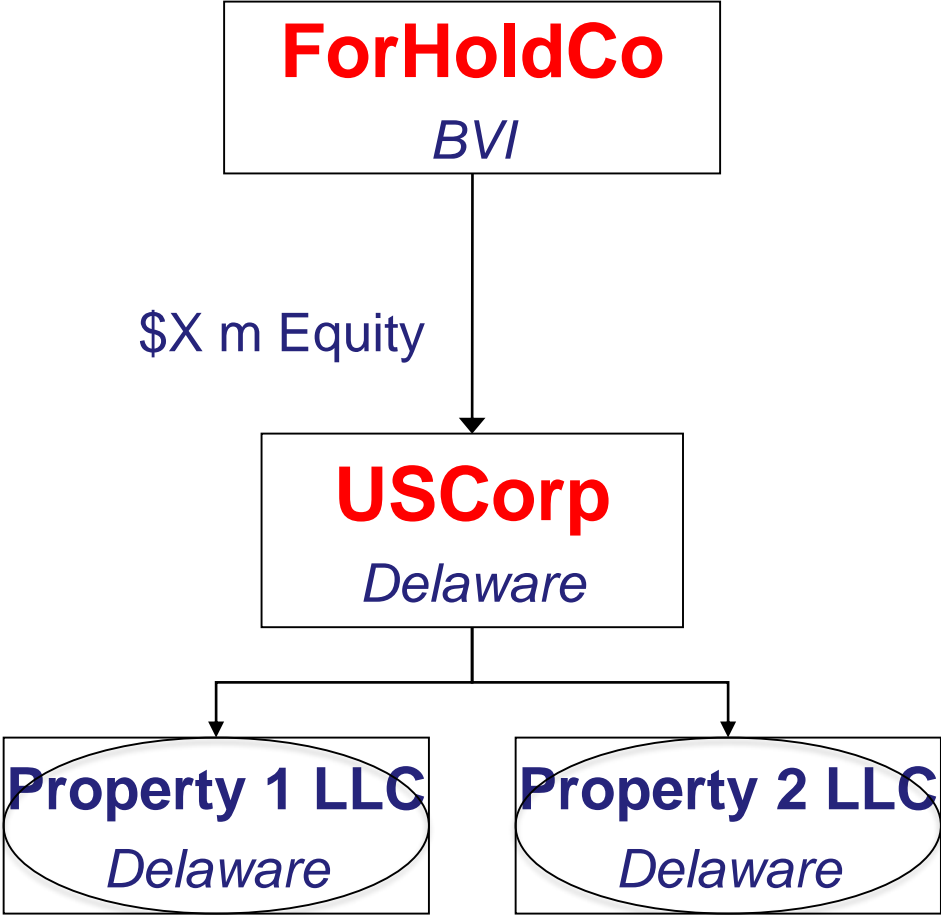 ForHoldCo
BVI
$X m Equity
USCorp
Delaware
Property 1 LLC
Delaware
Property 2 LLC
Delaware